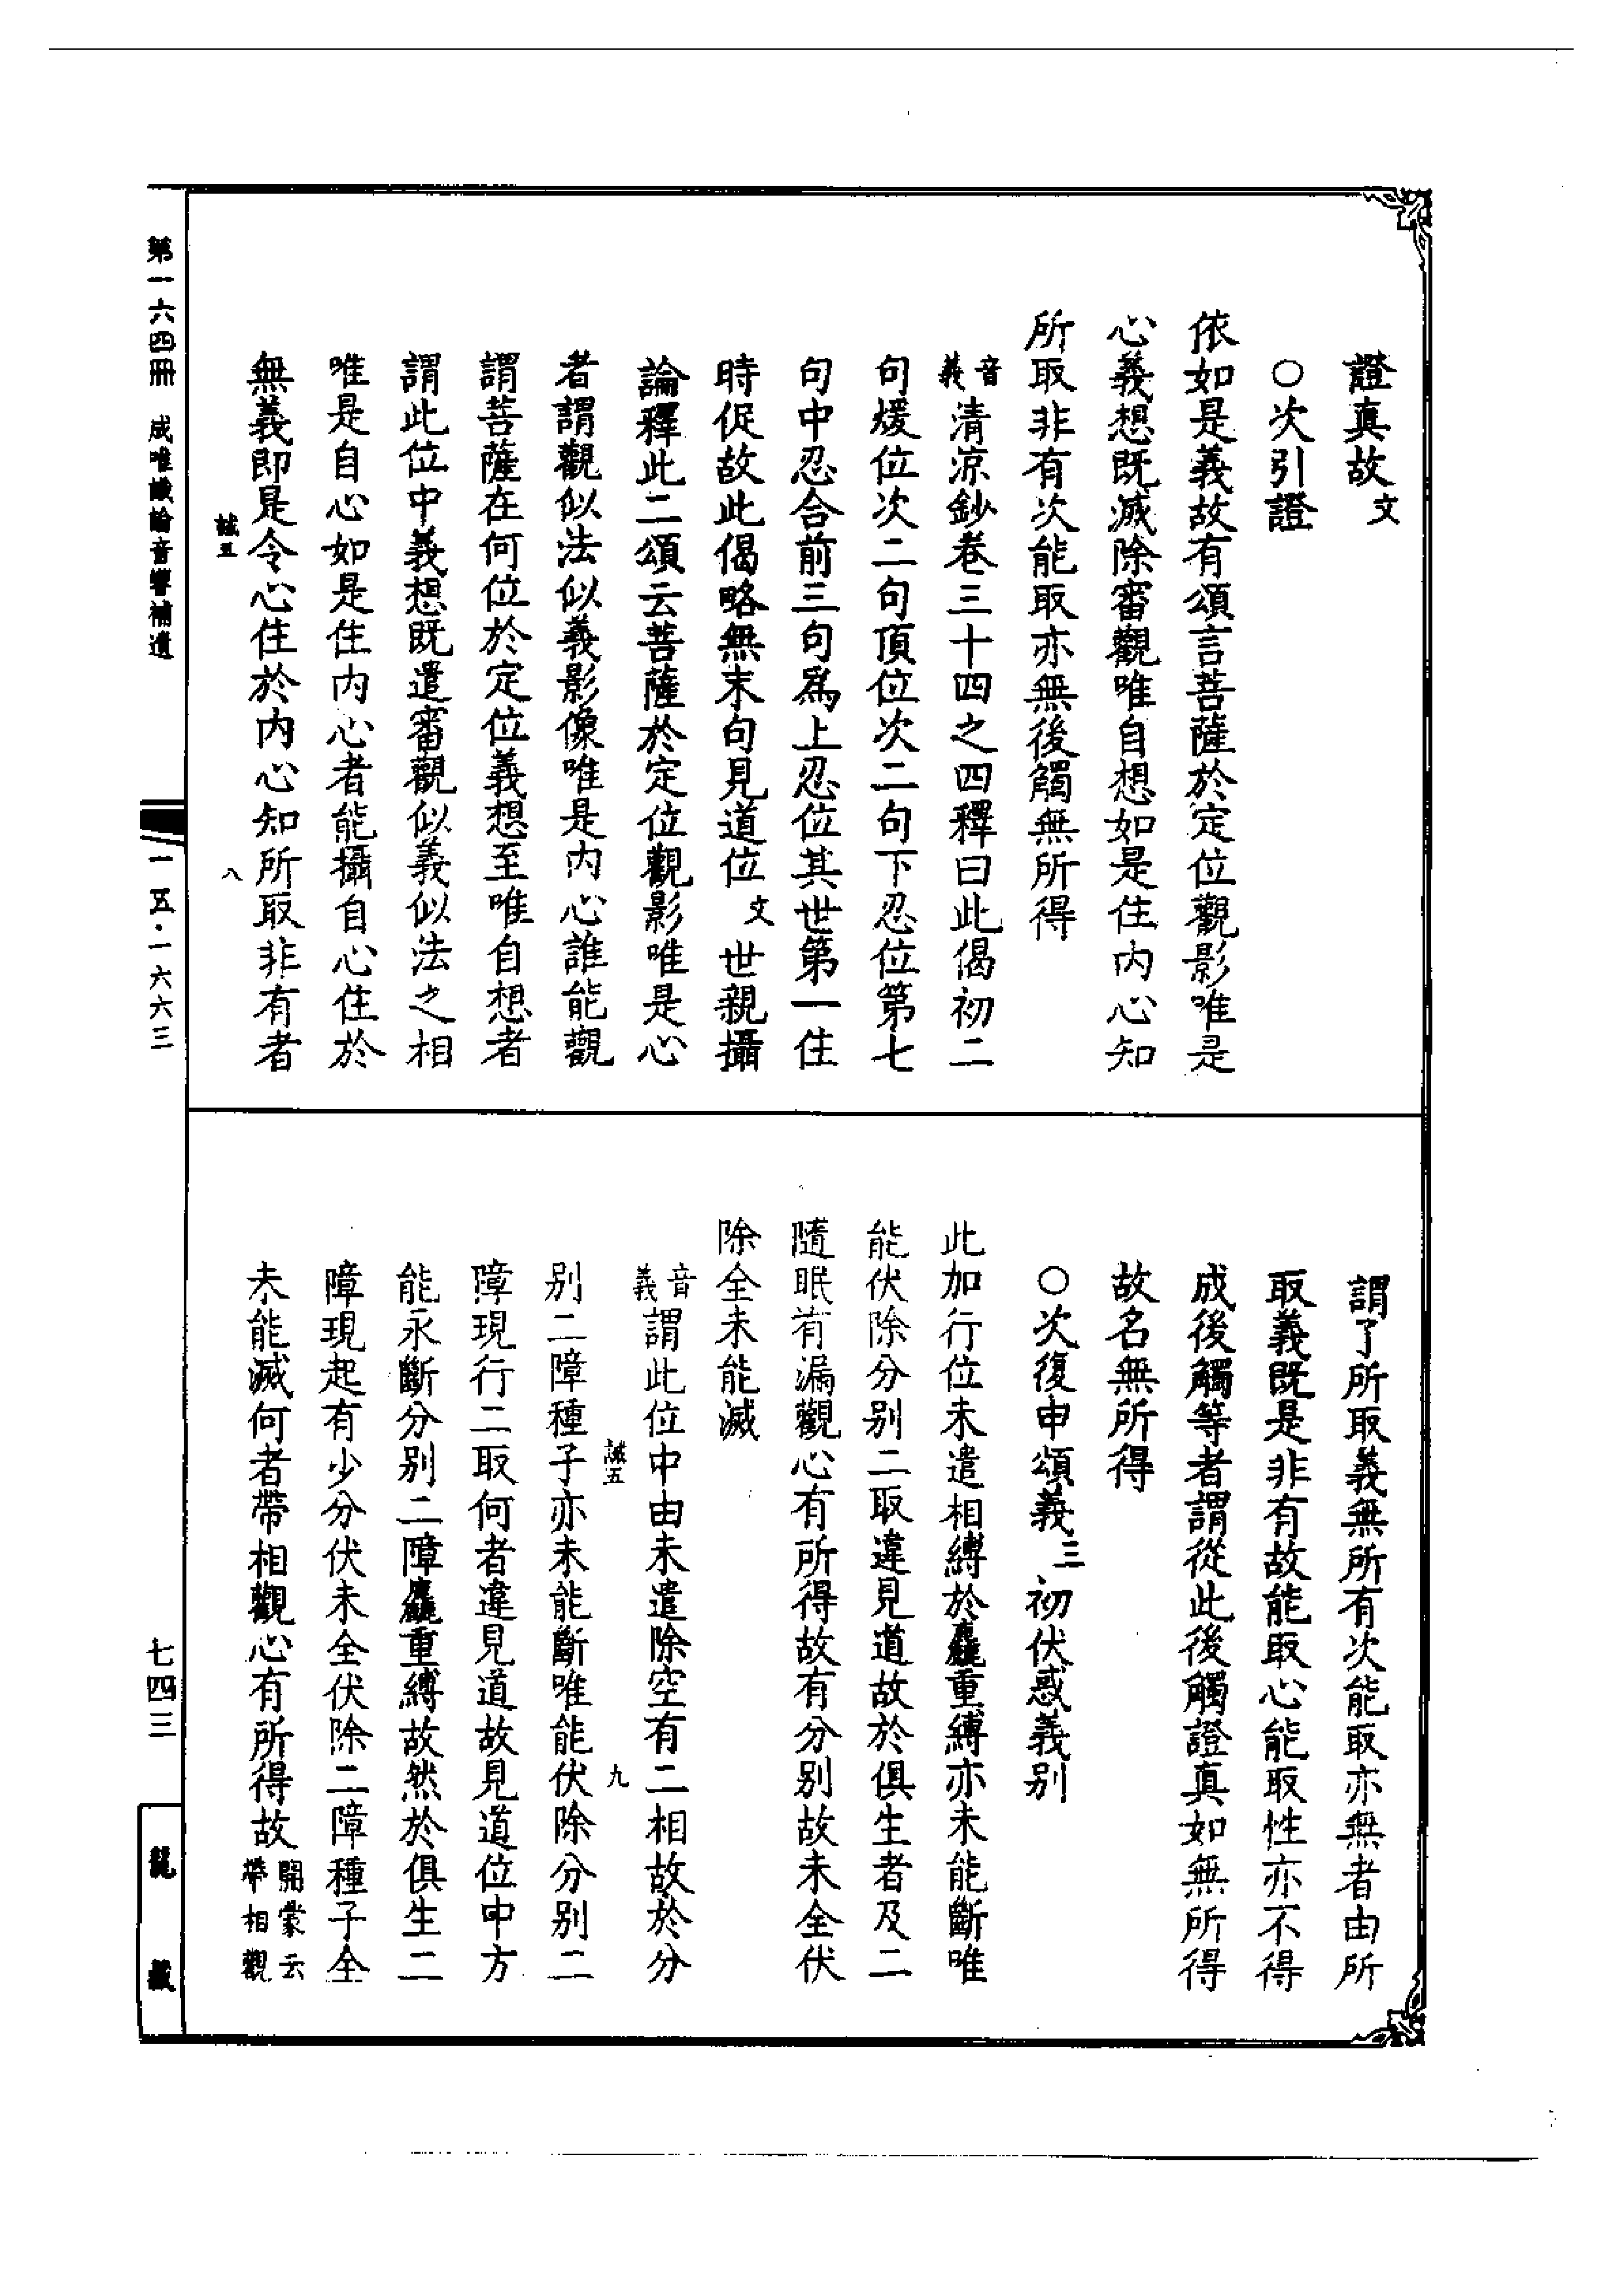 證真故文
○次引證
依如是義故有頌言菩薩於定位觀影唯是
心義想既滅除審觀唯自想如是住內心知
所取非有次能取亦無後觸無所得
音義清涼鈔卷三十四之四釋曰此偈初二
句煖位次二句頂位次二句下忍位第七
句中忍合前三句為上忍位其世第一住
時促故此偈略無末句見道位文世親攝
論釋此二頌云菩薩於定位觀影唯是心
者謂觀似法似義影像唯是內心誰能觀
謂菩薩在何位於定位義想至唯自想者
謂此位中義想既遣審觀似義似法之相
唯是自心如是住內心者能攝自心住於
無義即是令心住於內心知所取非有者
誠五 八
謂了所取義無所有次能取亦無者由所
取義既是非有故能取心能取性亦不得
成後觸等者謂從此後觸證真如無所得
故名無所得
○次復申頌義三初伏惑義別
此加行位未遣相縛於麤重縛亦未能斷唯
能伏除分別二取違見道故於俱生者及二
隨眠有漏觀心有所得故有分別故未全伏
除全未能滅
音義謂此位中由未遣除空有二相故於分
誠五 九
別二障種子亦未能斷唯能伏除分別二
障現行二取何者違見道故見道位中方
能永斷分別二障麤重縛故然於俱生二
障現起有少分伏未全伏除二障種子全
未能滅何者帶相觀心有所得故開蒙云帶相觀
第一六四冊 成唯識論音響補遺
一一五·一六六三
七四三
龍藏